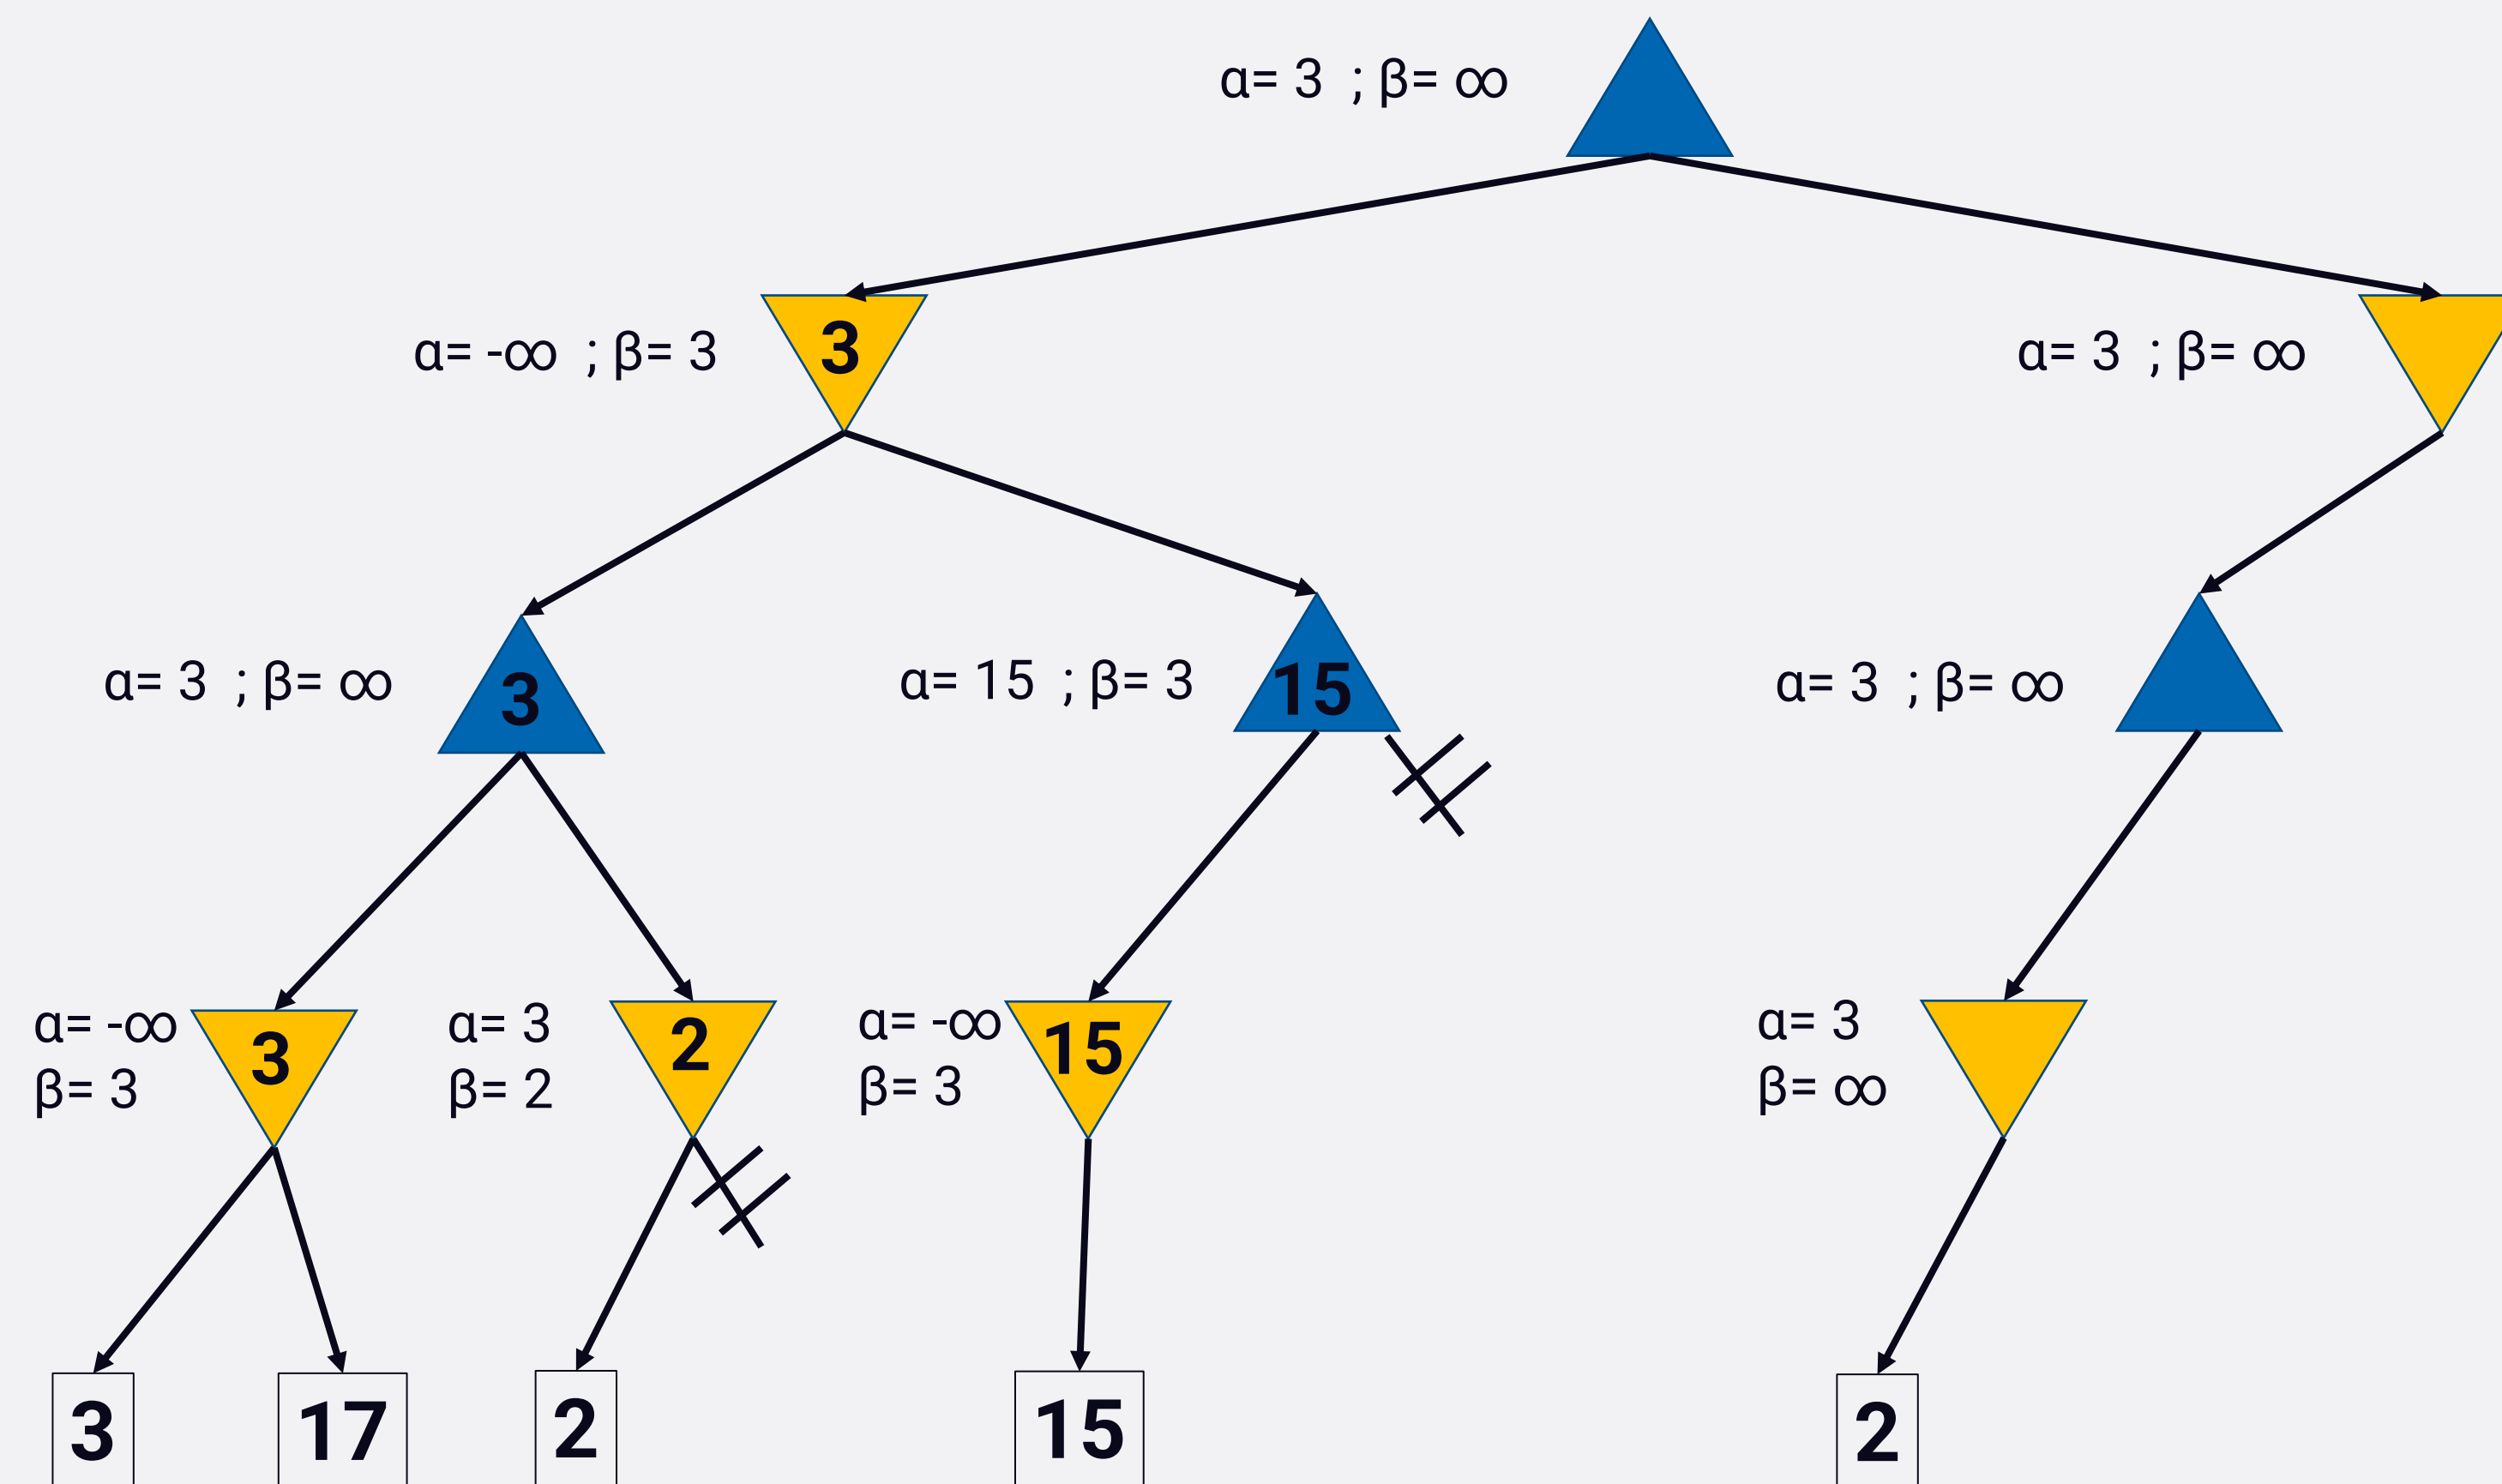 α= 3 ; β= ∞
3
α= -∞ ; β= 3
α= 3 ; β= ∞
3
α= 3 ; β= ∞
15
α= 15 ; β= 3
α= 3 ; β= ∞
α= -∞
β= 3
3
α= 3
β= 2
2
α= -∞
β= 3
15
α= 3
β= ∞
3
17
2
15
2